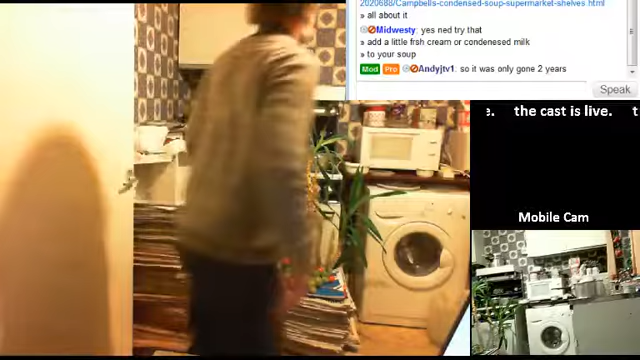 2020688/Campbells-condensed-soup-supermarket-shelves.html
» all about it
Midwesty: yes ned try that
» add a little frsh cream or condenesed milk
» to your soup
Mod Pro Andyjtv1: so it was only gone 2 years
Speak
e. the cast is live. t
Mobile Cam